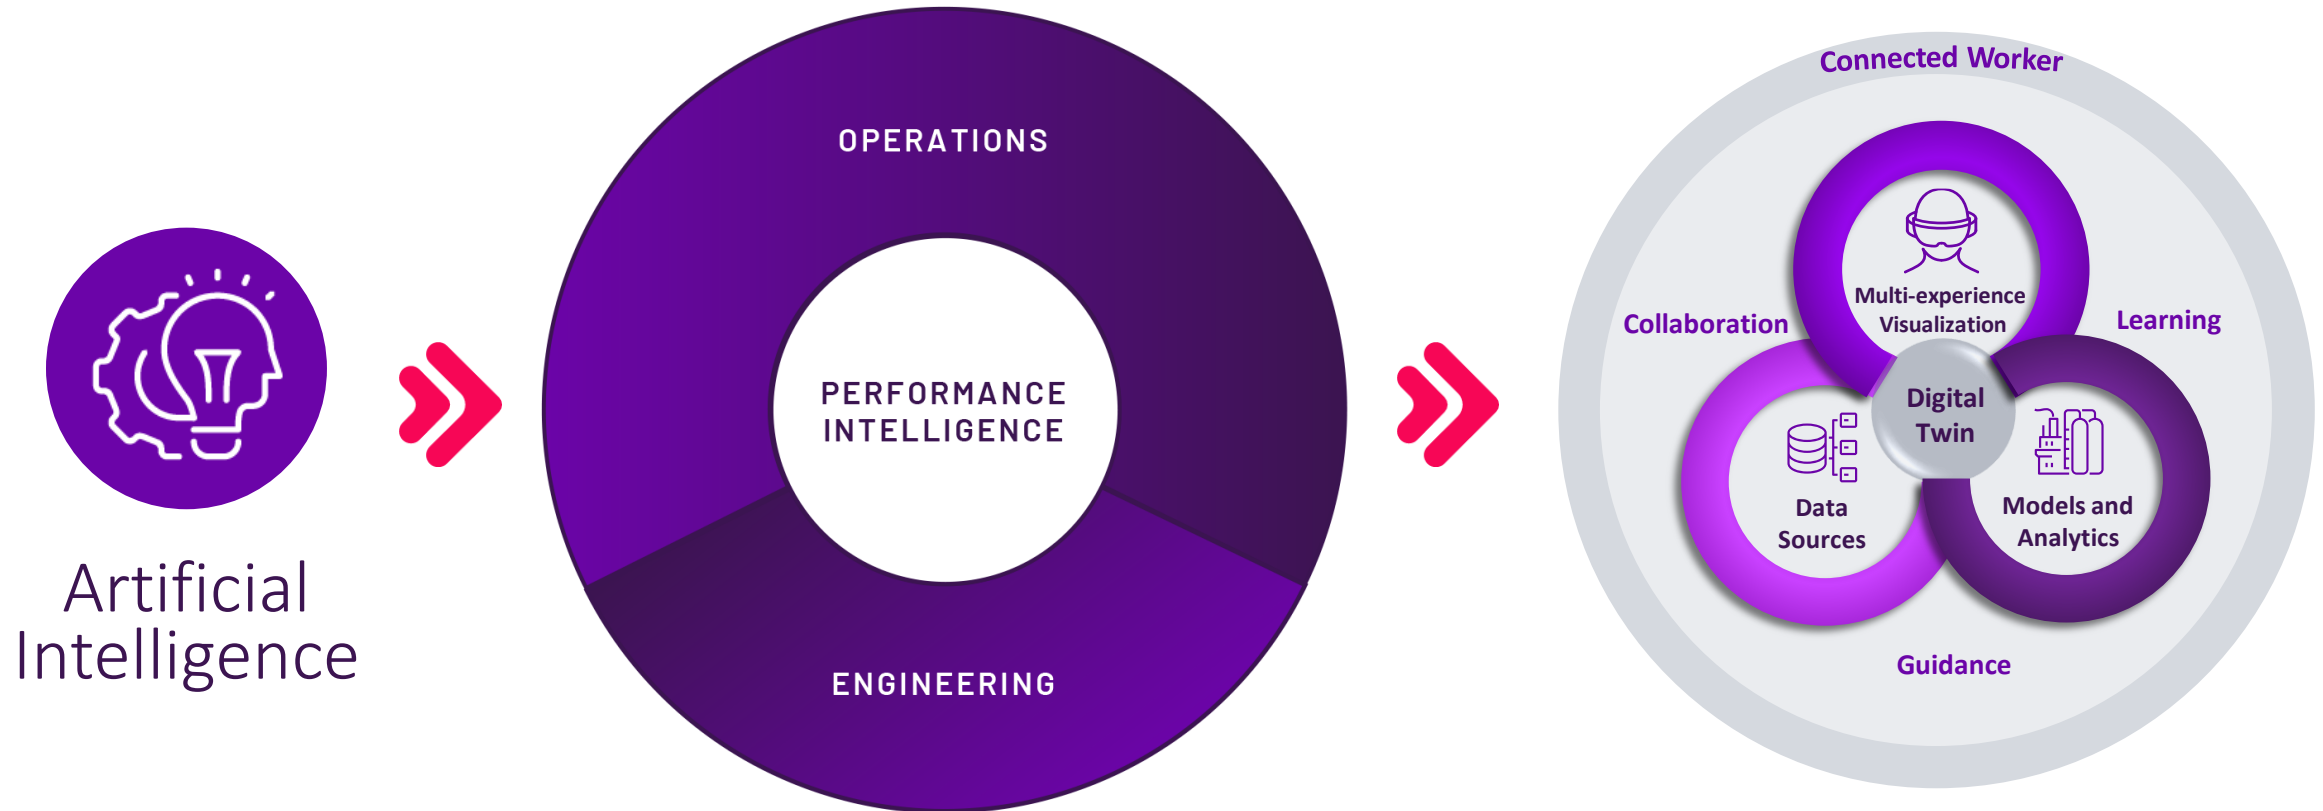 Artificial
Intelligence
OPERATIONS
PERFORMANCE
INTELLIGENCE
ENGINEERING
Connected Worker
Multi-experience
Visualization
Collaboration
Learning
Digital
Twin
Data
Sources
Models and
Analytics
Guidance